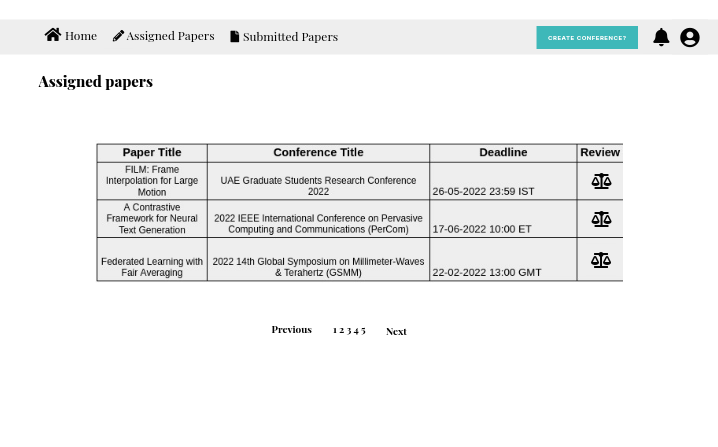 Home Assigned Papers Submitted Papers CREATE CONFERENCE?
Assigned papers
Paper Title Conference Title Deadline Review
FILM: Frame
Interpolation for Large
Motion
UAE Graduate Students Research Conference
2022
26-05-2022 23:59 IST
A Contrastive
Framework for Neural
Text Generation
2022 IEEE International Conference on Pervasive
Computing and Communications (PerCom)
17-06-2022 10:00 ET
Federated Learning with
Fair Averaging
2022 14th Global Symposium on Millimeter-Waves
& Terahertz (GSMM)
22-02-2022 13:00 GMT
Previous 1 2 3 4 5 Next